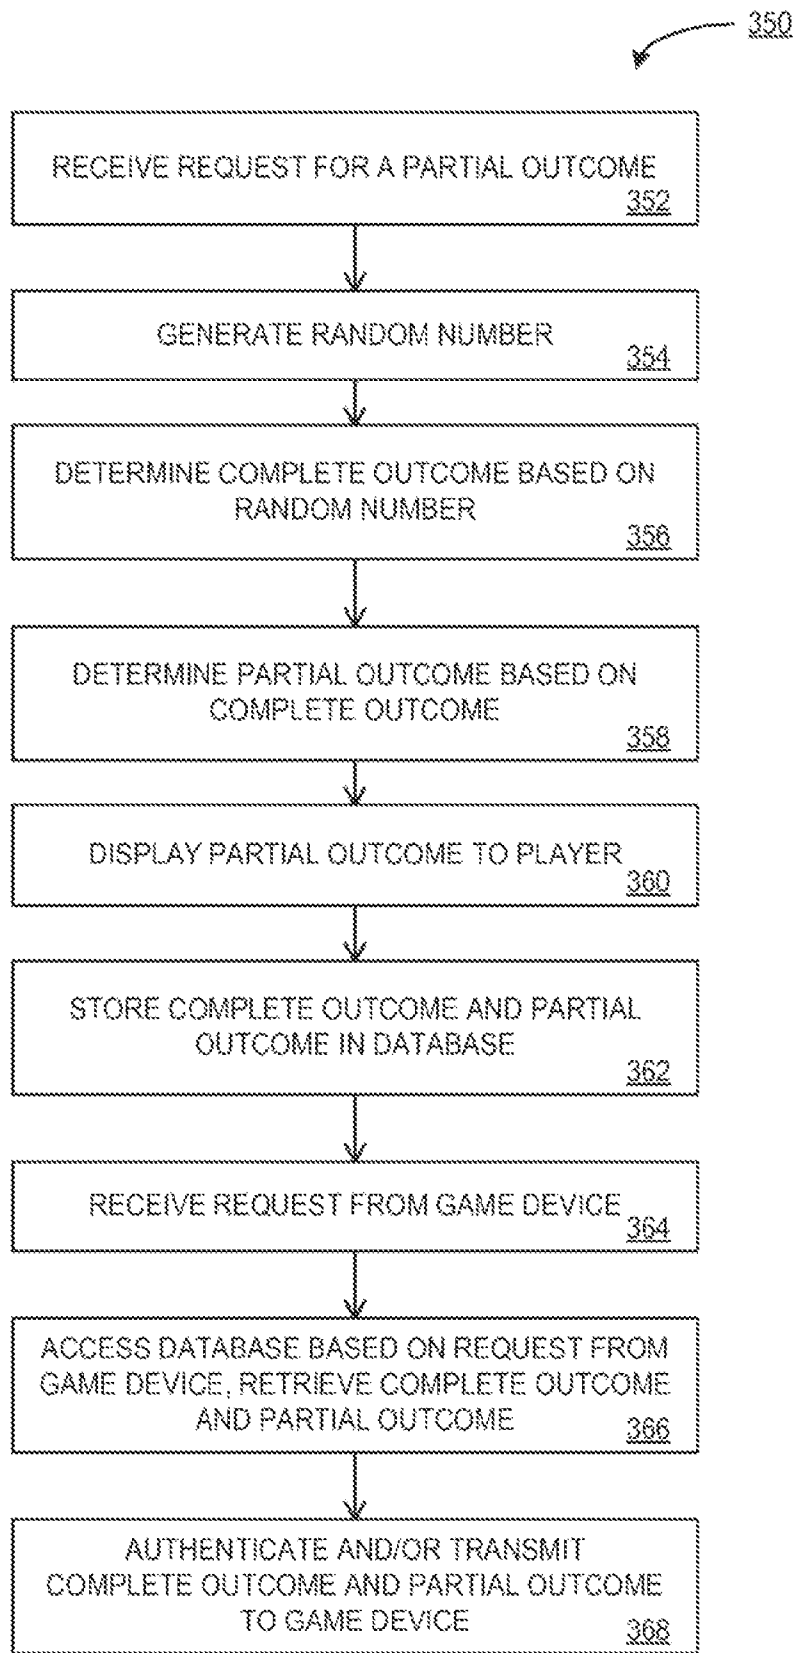 350
RECEIVE REQUEST FOR A PARTIAL OUTCOME
352
GENERATE RANDOM NUMBER
354
DETERMINE COMPLETE OUTCOME BASED ON
RANDOM NUMBER
356
DETERMINE PARTIAL OUTCOME BASED ON
COMPLETE OUTCOME
358
DISPLAY PARTIAL OUTCOME TO PLAYER
360
STORE COMPLETE OUTCOME AND PARTIAL
OUTCOME IN DATABASE
362
RECEIVE REQUEST FROM GAME DEVICE
364
ACCESS DATABASE BASED ON REQUEST FROM
GAME DEVICE, RETRIEVE COMPLETE OUTCOME
AND PARTIAL OUTCOME
366
AUTHENTICATE AND/OR TRANSMIT
COMPLETE OUTCOME AND PARTIAL OUTCOME
TO GAME DEVICE
368